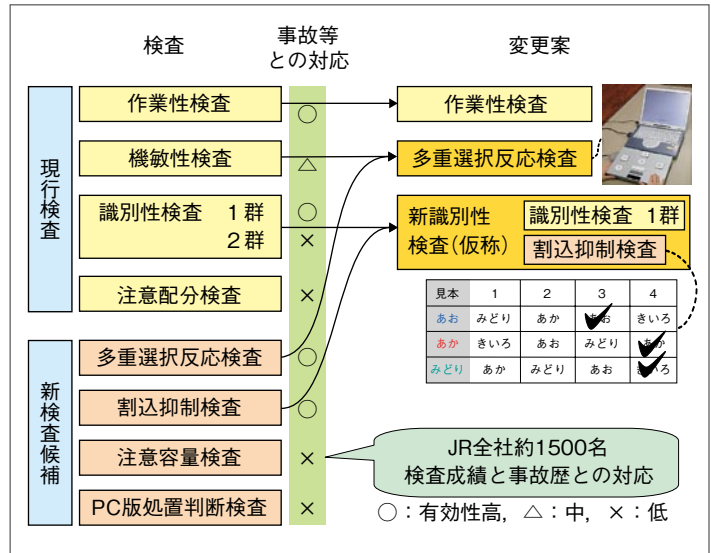 検査
事故等
との対応
変更案
現行検査
作業性検査
○
作業性検査
機敏性検査
△
多重選択反応検査
識別性検査 1群
○
2群
×
新識別性
検査(仮称)
識別性検査 1群
割込抑制検査
注意配分検査
×
見本 1 2 3 4
あお みどり あか あお きいろ
あか きいろ あお みどり あか
みどり あか みどり あお きいろ
新検査候補
多重選択反応検査
○
割込抑制検査
○
注意容量検査
×
PC版処置判断検査
×
JR全社約1500名
検査成績と事故歴との対応
○:有効性高, △:中, ×:低